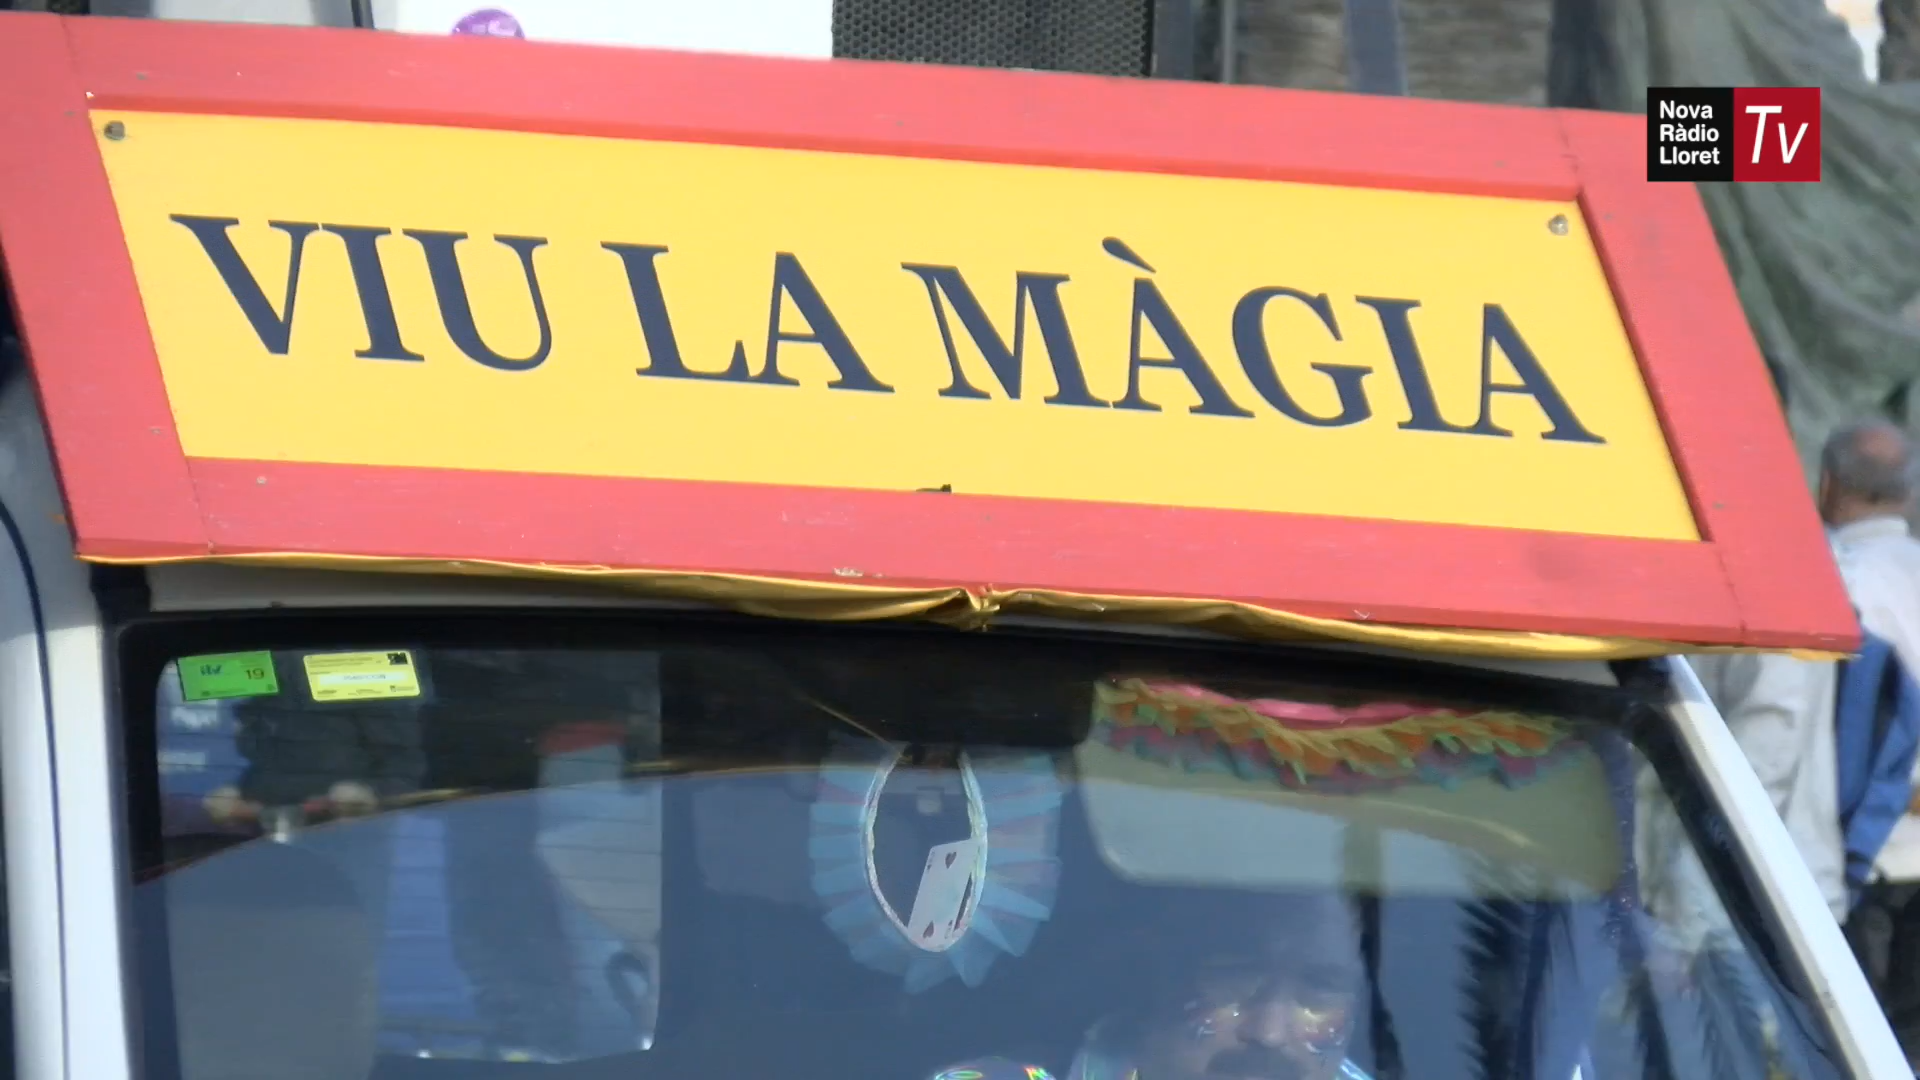 Nova
Ràdio
Lloret
Tv
VIU LA MÀGIA
itv 19